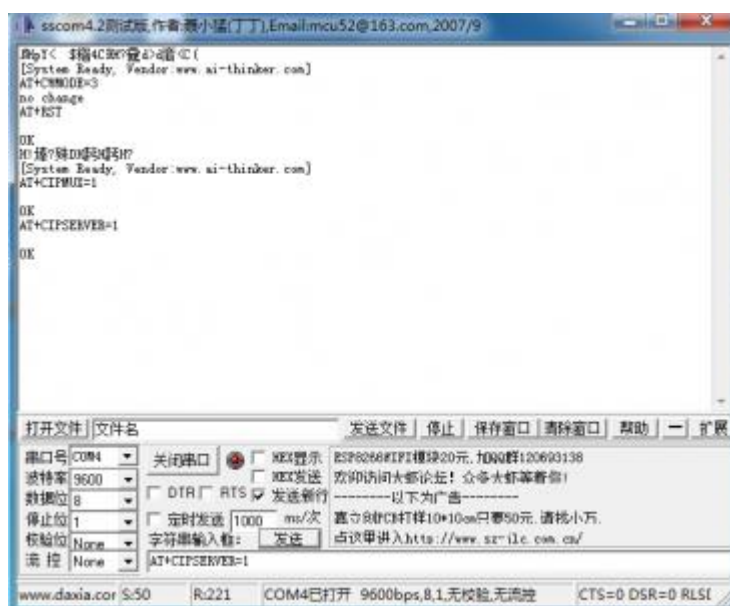 sscom4.2测试版,作者:聂小猛(丁丁),Email:mcu52@163.com,2007/9
[System Ready, Vendor:www.ai-thinker.com]
AT+CWMODE=3
no change
AT+RST
OK
[System Ready, Vendor:www.ai-thinker.com]
AT+CIPMUX=1
OK
AT+CIPSERVER=1
OK
打开文件 文件名 发送文件 停止 保存窗口 清除窗口 帮助 — 扩展
串口号 COM4 关闭串口 HEX显示 ESP8266WIFI模块20元,加QQ群120693138
波特率 9600 HEX发送 欢迎访问大虾论坛! 众多大虾等着你!
数据位 8 DTR RTS 发送新行 --------以下为广告--------
停止位 1 定时发送 1000 ms/次 嘉立创PCB打样10*10cm只要50元.请找小万.
校验位 None 字符串输入框: 发送 点这里进入http://www.sz-jlc.com.cn/
流 控 None AT+CIPSERVER=1
www.daxia.cor S:50 R:221 COM4已打开 9600bps,8,1,无校验,无流控 CTS=0 DSR=0 RLSI